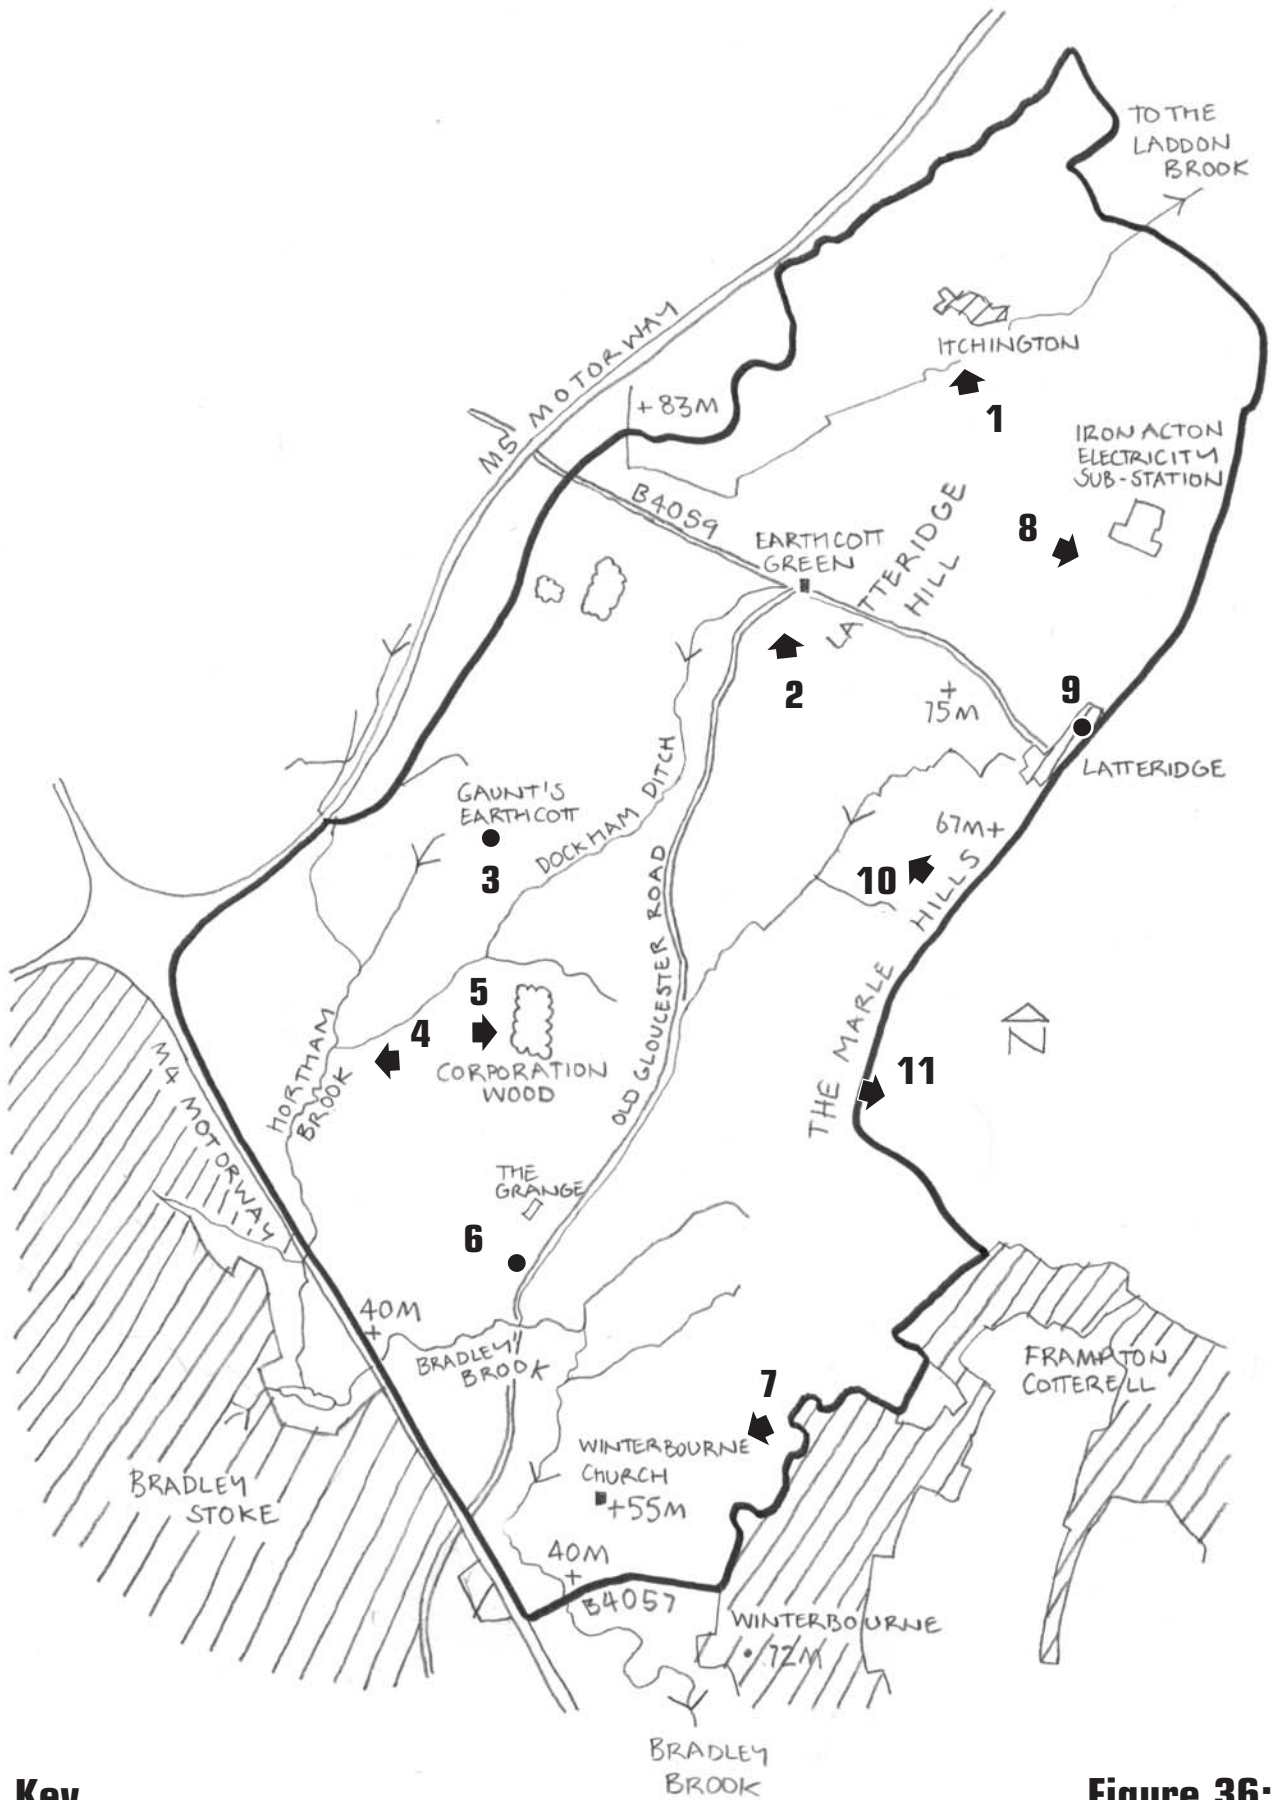 TO THE
LADDON
BROOK
M5 MOTORWAY
ITCHINGTON
1
+83M
IRON ACTON
ELECTRICITY
SUB-STATION
B4059
EARTHCOTT
GREEN
LATTERIDGE
HILL
8
2
9
75M
LATTERIDGE
GAUNT'S
EARTHCOTT
3
DOCKHAM DITCH
67M+
10
THE MARLE HILLS
OLD GLOUCESTER ROAD
5
4
CORPORATION
WOOD
HORTHAM
BROOK
N
11
M4 MOTORWAY
THE
GRANGE
6
40M
BRADLEY
BROOK
FRAMPTON
COTTERELL
7
WINTERBOURNE
CHURCH
+55M
BRADLEY
STOKE
40M
B4057
WINTERBOURNE
72M
BRADLEY
BROOK
Key
Figure 36: